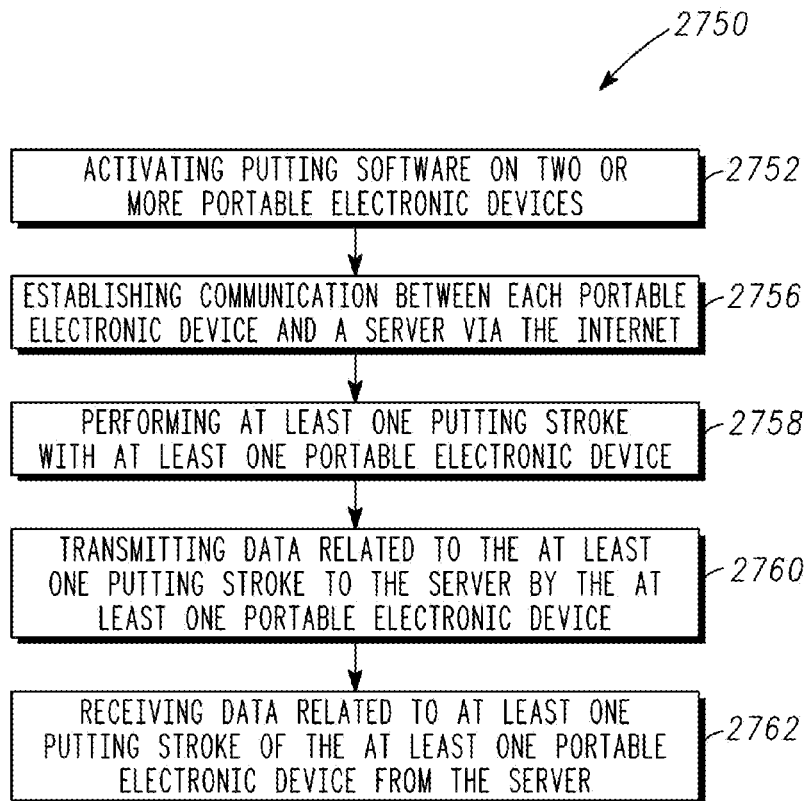 2750
ACTIVATING PUTTING SOFTWARE ON TWO OR
MORE PORTABLE ELECTRONIC DEVICES
2752
ESTABLISHING COMMUNICATION BETWEEN EACH PORTABLE
ELECTRONIC DEVICE AND A SERVER VIA THE INTERNET
2756
PERFORMING AT LEAST ONE PUTTING STROKE
WITH AT LEAST ONE PORTABLE ELECTRONIC DEVICE
2758
TRANSMITTING DATA RELATED TO THE AT LEAST
ONE PUTTING STROKE TO THE SERVER BY THE AT
LEAST ONE PORTABLE ELECTRONIC DEVICE
2760
RECEIVING DATA RELATED TO AT LEAST ONE
PUTTING STROKE OF THE AT LEAST ONE PORTABLE
ELECTRONIC DEVICE FROM THE SERVER
2762